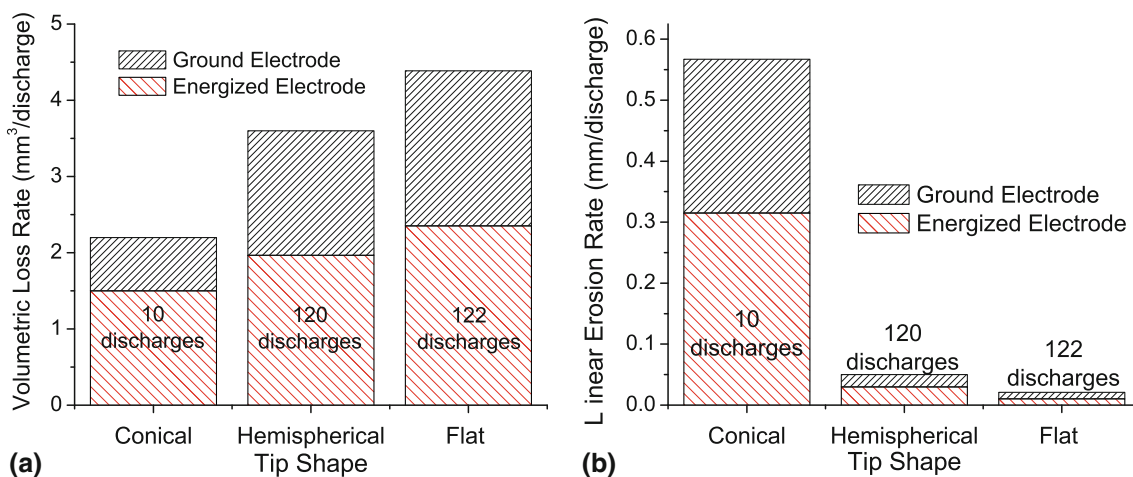 5
4
3
2
1
0
Volumetric Loss Rate (mm³/discharge)
Ground Electrode
Energized Electrode
10
discharges
120
discharges
122
discharges
Conical
Hemispherical
Flat
Tip Shape
(a)
0.6
0.5
0.4
0.3
0.2
0.1
0.0
L inear Erosion Rate (mm/discharge)
Ground Electrode
Energized Electrode
10
discharges
120
discharges
122
discharges
Conical
Hemispherical
Flat
Tip Shape
(b)